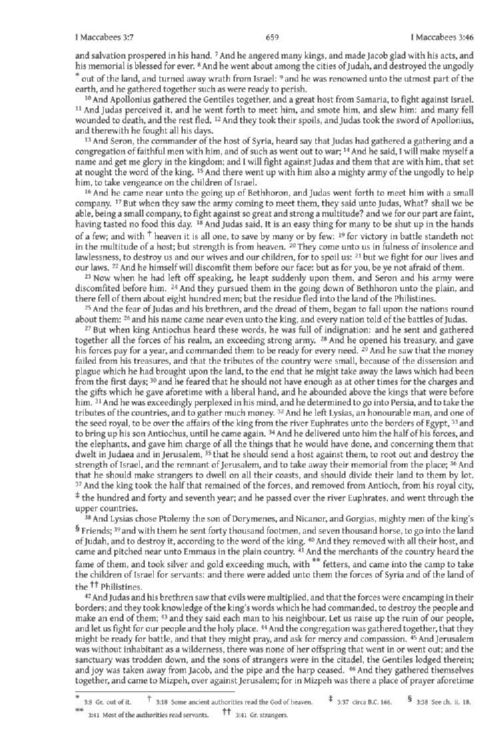 I Maccabees 3:7 659 I Maccabees 3:46
and salvation prospered in his hand. 7 And he angered many kings, and made Jacob glad with his acts, and
his memorial is blessed for ever. 8 And he went about among the cities of Judah, and destroyed the ungodly
* out of the land, and turned away wrath from Israel: 9 and he was renowned unto the utmost part of the
earth, and he gathered together such as were ready to perish.
10 And Apollonius gathered the Gentiles together, and a great host from Samaria, to fight against Israel.
11 And Judas perceived it, and he went forth to meet him, and smote him, and slew him: and many fell
wounded to death, and the rest fled. 12 And they took their spoils, and Judas took the sword of Apollonius,
and therewith he fought all his days.
13 And Seron, the commander of the host of Syria, heard say that Judas had gathered a gathering and a
congregation of faithful men with him, and of such as went out to war; 14 And he said, I will make myself a
name and get me glory in the kingdom; and I will fight against Judas and them that are with him, that set
at nought the word of the king. 15 And there went up with him also a mighty army of the ungodly to help
him, to take vengeance on the children of Israel.
16 And he came near unto the going up of Bethhoron, and Judas went forth to meet him with a small
company. 17 But when they saw the army coming to meet them, they said unto Judas, What? shall we be
able, being a small company, to fight against so great and strong a multitude? and we for our part are faint,
having tasted no food this day. 18 And Judas said, It is an easy thing for many to be shut up in the hands
of a few; and with † heaven it is all one, to save by many or by few: 19 for victory in battle standeth not
in the multitude of a host; but strength is from heaven. 20 They come unto us in fulness of insolence and
lawlessness, to destroy us and our wives and our children, for to spoil us: 21 but we fight for our lives and
our laws. 22 And he himself will discomfit them before our face: but as for you, be ye not afraid of them.
23 Now when he had left off speaking, he leapt suddenly upon them, and Seron and his army were
discomfited before him. 24 And they pursued them in the going down of Bethhoron unto the plain, and
there fell of them about eight hundred men; but the residue fled into the land of the Philistines.
25 And the fear of Judas and his brethren, and the dread of them, began to fall upon the nations round
about them: 26 and his name came near even unto the king, and every nation told of the battles of Judas.
27 But when king Antiochus heard these words, he was full of indignation: and he sent and gathered
together all the forces of his realm, an exceeding strong army. 28 And he opened his treasury, and gave
his forces pay for a year, and commanded them to be ready for every need. 29 And he saw that the money
failed from his treasures, and that the tributes of the country were small, because of the dissension and
plague which he had brought upon the land, to the end that he might take away the laws which had been
from the first days; 30 and he feared that he should not have enough as at other times for the charges and
the gifts which he gave aforetime with a liberal hand, and he abounded above the kings that were before
him. 31 And he was exceedingly perplexed in his mind, and he determined to go into Persia, and to take the
tributes of the countries, and to gather much money. 32 And he left Lysias, an honourable man, and one of
the seed royal, to be over the affairs of the king from the river Euphrates unto the borders of Egypt, 33 and
to bring up his son Antiochus, until he came again. 34 And he delivered unto him the half of his forces, and
the elephants, and gave him charge of all the things that he would have done, and concerning them that
dwelt in Judaea and in Jerusalem, 35 that he should send a host against them, to root out and destroy the
strength of Israel, and the remnant of Jerusalem, and to take away their memorial from the place; 36 And
that he should make strangers to dwell on all their coasts, and should divide their land to them by lot.
37 And the king took the half that remained of the forces, and removed from Antioch, from his royal city,
‡ the hundred and forty and seventh year; and he passed over the river Euphrates, and went through the
upper countries.
38 And Lysias chose Ptolemy the son of Dorymenes, and Nicanor, and Gorgias, mighty men of the king's
§ Friends; 39 and with them he sent forty thousand footmen, and seven thousand horse, to go into the land
of Judah, and to destroy it, according to the word of the king. 40 And they removed with all their host, and
came and pitched near unto Emmaus in the plain country. 41 And the merchants of the country heard the
fame of them, and took silver and gold exceeding much, with ** fetters, and came into the camp to take
the children of Israel for servants: and there were added unto them the forces of Syria and of the land of
the †† Philistines.
42 And Judas and his brethren saw that evils were multiplied, and that the forces were encamping in their
borders; and they took knowledge of the king's words which he had commanded, to destroy the people and
make an end of them; 43 and they said each man to his neighbour, Let us raise up the ruin of our people,
and let us fight for our people and the holy place. 44 And the congregation was gathered together, that they
might be ready for battle, and that they might pray, and ask for mercy and compassion. 45 And Jerusalem
was without inhabitant as a wilderness, there was none of her offspring that went in or went out; and the
sanctuary was trodden down, and the sons of strangers were in the citadel, the Gentiles lodged therein;
and joy was taken away from Jacob, and the pipe and the harp ceased. 46 And they gathered themselves
together, and came to Mizpeh, over against Jerusalem; for in Mizpeh was there a place of prayer aforetime
* 3:8 Gr. out of it. † 3:18 Some ancient authorities read the God of heaven. ‡ 3:37 circa B.C. 166. § 3:38 See ch. ii. 18.
** 3:41 Most of the authorities read servants. †† 3:41 Gr. strangers.